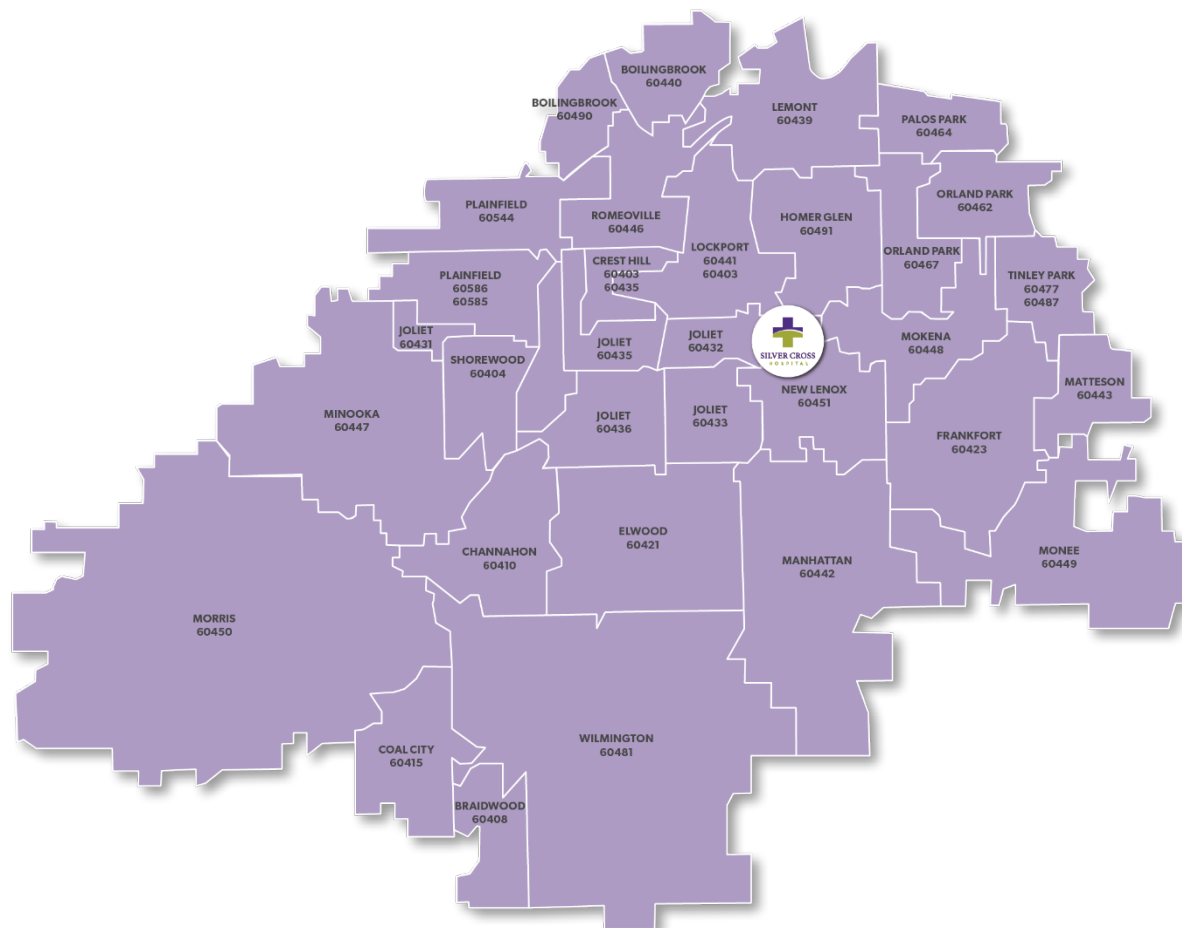 BOILINGBROOK
60440
BOILINGBROOK
60490
LEMONT
60439
PALOS PARK
60464
PLAINFIELD
60544
ROMEOVILLE
60446
HOMER GLEN
60491
ORLAND PARK
60462
LOCKPORT
60441
60403
ORLAND PARK
60467
CREST HILL
60403
60435
PLAINFIELD
60586
60585
TINLEY PARK
60477
60487
JOLIET
60431
SHOREWOOD
60404
JOLIET
60435
JOLIET
60432
SILVER CROSS
HOSPITAL
MOKENA
60448
NEW LENOX
60451
MATTESON
60443
MINOOKA
60447
JOLIET
60436
JOLIET
60433
FRANKFORT
60423
CHANNAHON
60410
ELWOOD
60421
MANHATTAN
60442
MONEE
60449
MORRIS
60450
COAL CITY
60415
WILMINGTON
60481
BRAIDWOOD
60408